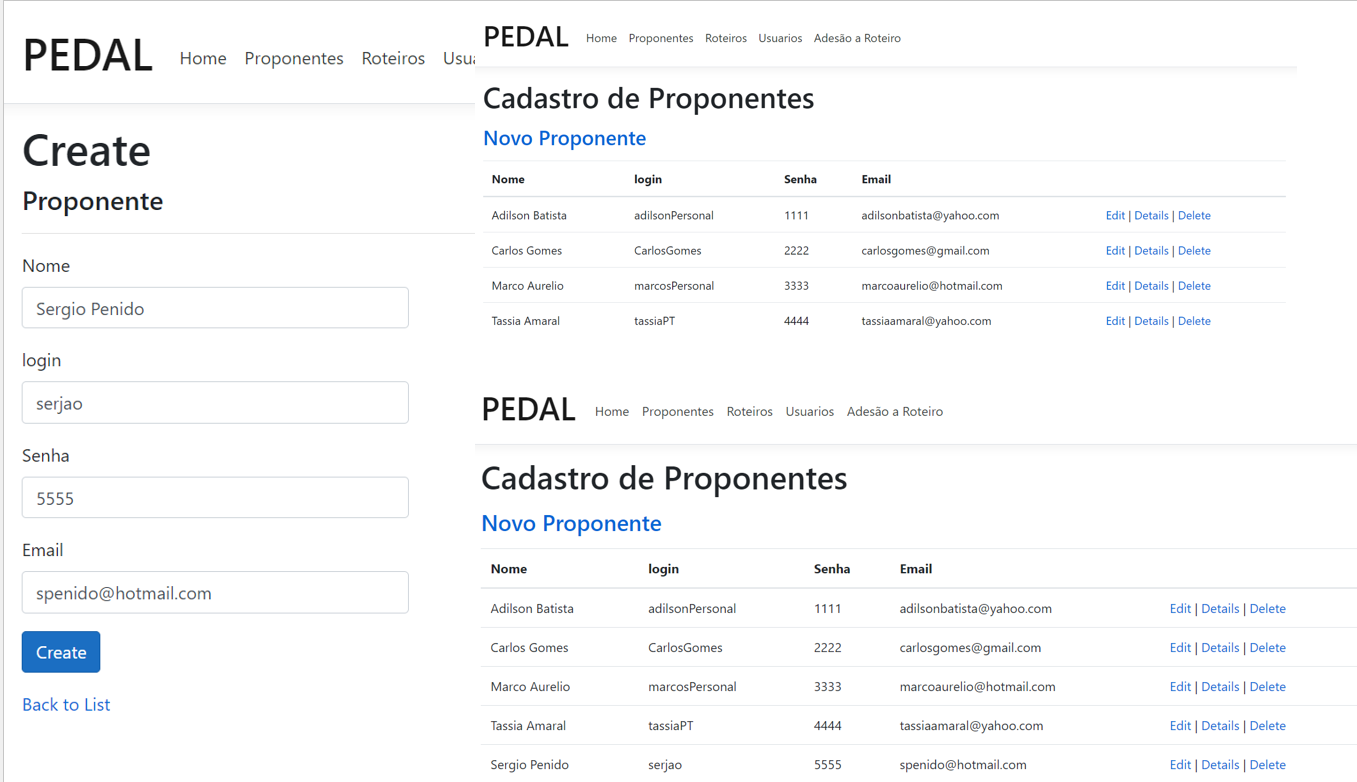 PEDAL Home Proponentes Roteiros Usua
Create
Proponente
Nome
Sergio Penido
login
serjao
Senha
5555
Email
spenido@hotmail.com
Create
Back to List
PEDAL Home Proponentes Roteiros Usuarios Adesão a Roteiro
Cadastro de Proponentes
Novo Proponente
Nome login Senha Email
Adilson Batista adilsonPersonal 1111 adilsonbatista@yahoo.com Edit | Details | Delete
Carlos Gomes CarlosGomes 2222 carlosgomes@gmail.com Edit | Details | Delete
Marco Aurelio marcosPersonal 3333 marcoaurelio@hotmail.com Edit | Details | Delete
Tassia Amaral tassiaPT 4444 tassiaamaral@yahoo.com Edit | Details | Delete
PEDAL Home Proponentes Roteiros Usuarios Adesão a Roteiro
Cadastro de Proponentes
Novo Proponente
Nome login Senha Email
Adilson Batista adilsonPersonal 1111 adilsonbatista@yahoo.com Edit | Details | Delete
Carlos Gomes CarlosGomes 2222 carlosgomes@gmail.com Edit | Details | Delete
Marco Aurelio marcosPersonal 3333 marcoaurelio@hotmail.com Edit | Details | Delete
Tassia Amaral tassiaPT 4444 tassiaamaral@yahoo.com Edit | Details | Delete
Sergio Penido serjao 5555 spenido@hotmail.com Edit | Details | Delete